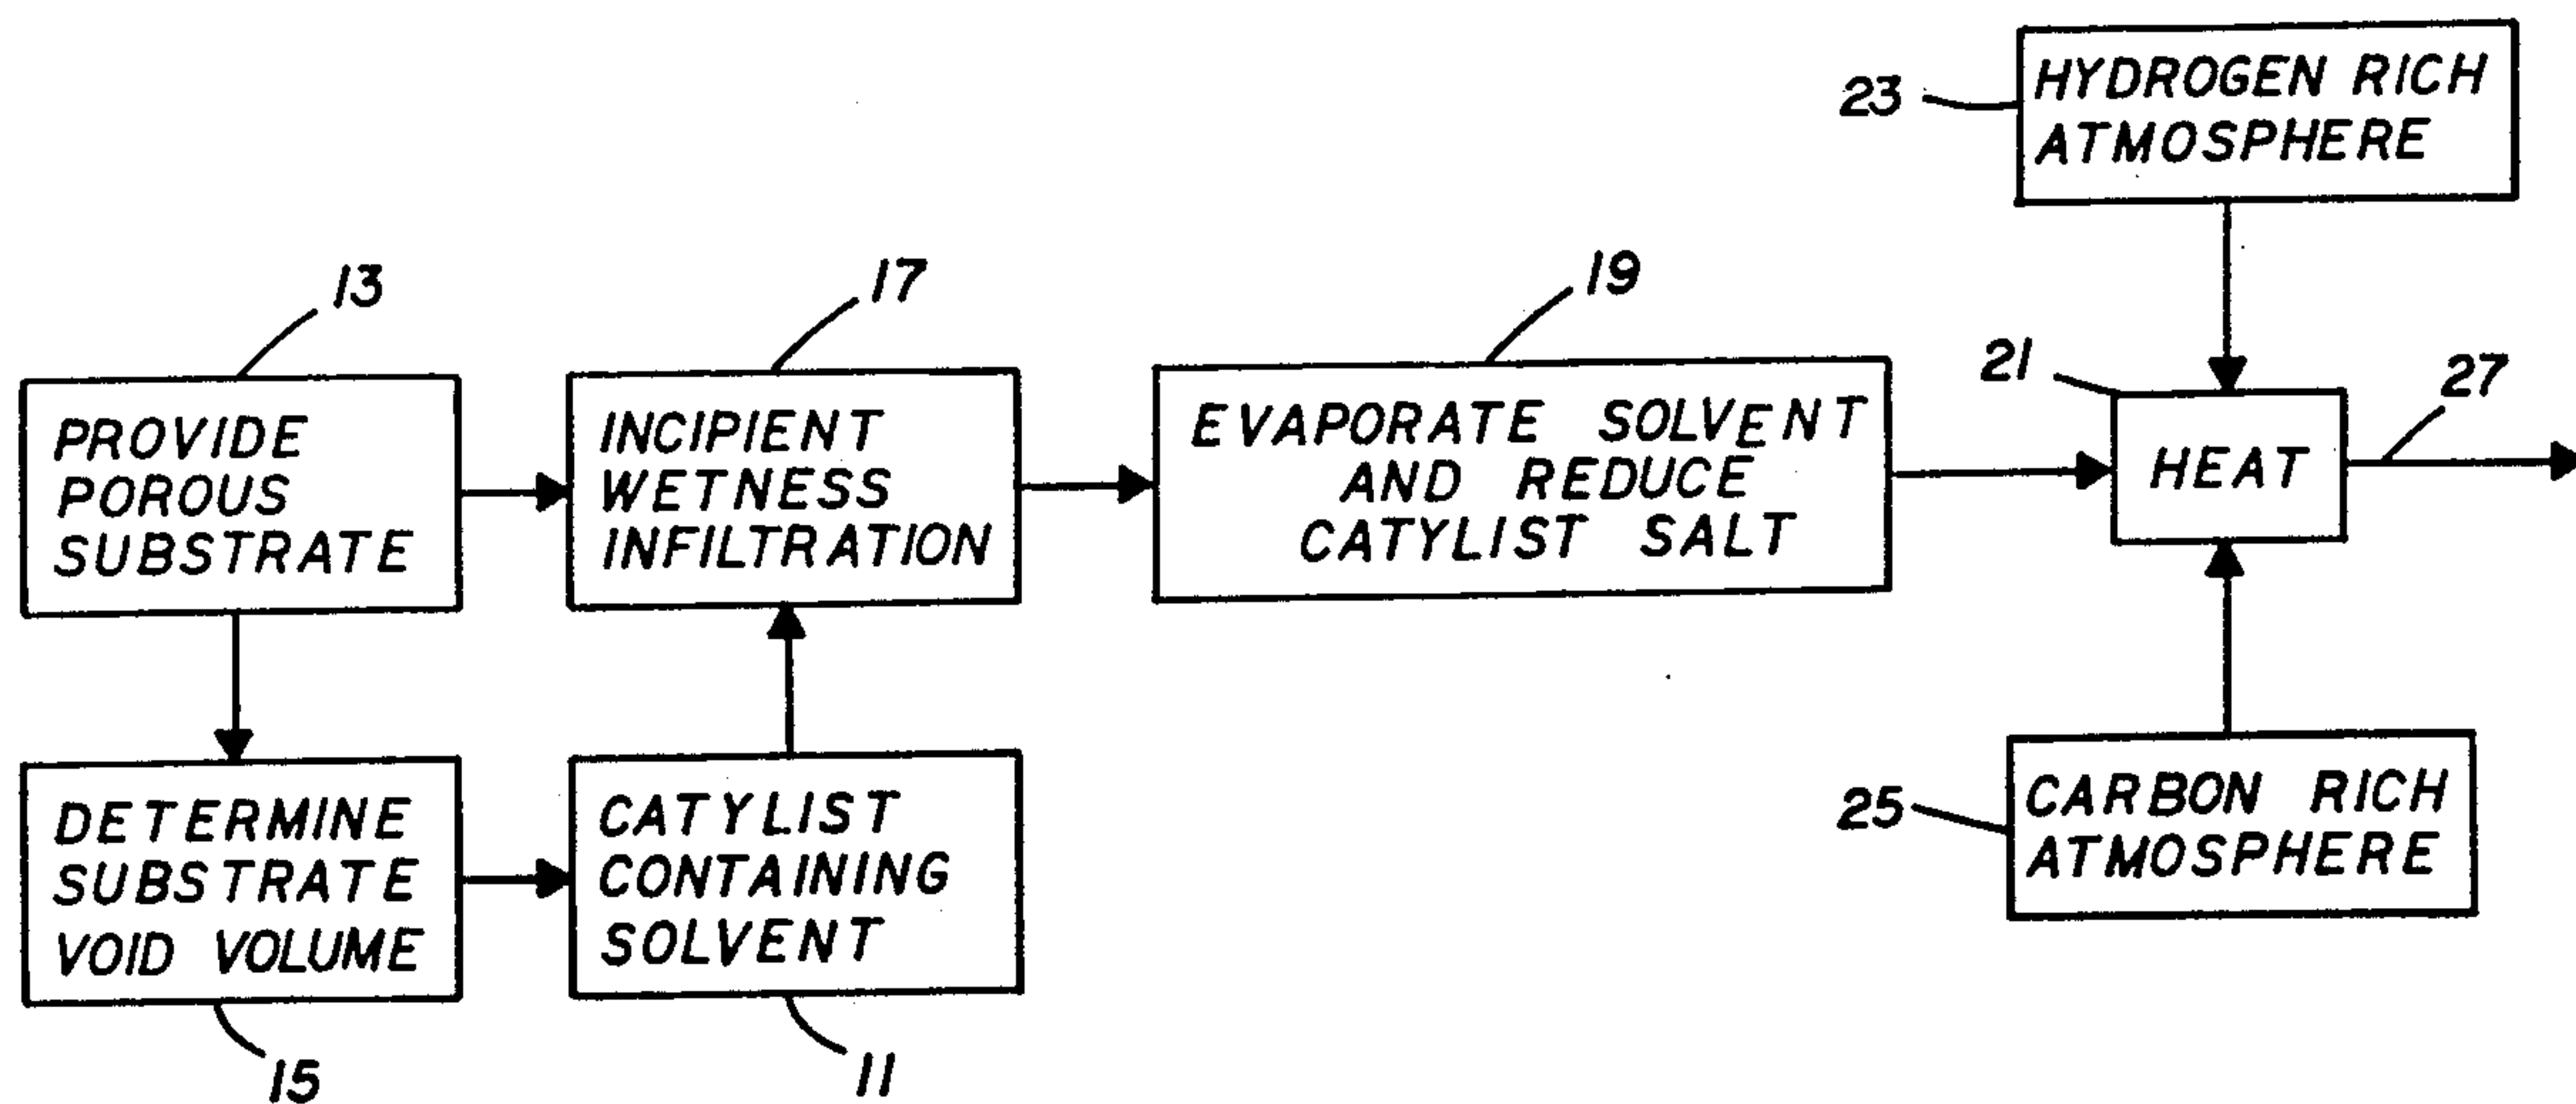 23
HYDROGEN RICH
ATMOSPHERE
13
17
19
21
27
PROVIDE
POROUS
SUBSTRATE
INCIPIENT
WETNESS
INFILTRATION
EVAPORATE SOLVENT
AND REDUCE
CATYLIST SALT
HEAT
DETERMINE
SUBSTRATE
VOID VOLUME
CATYLIST
CONTAINING
SOLVENT
25
CARBON RICH
ATMOSPHERE
15
11